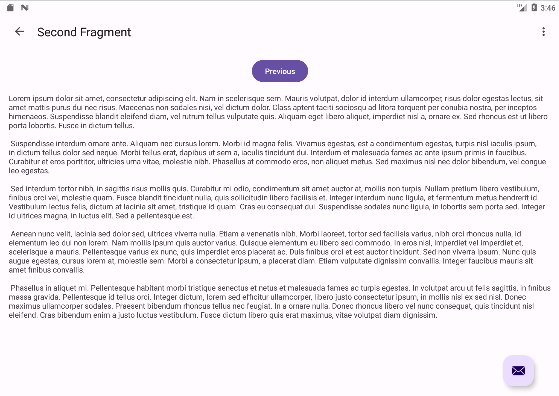 3:46
Second Fragment
Previous
Lorem ipsum dolor sit amet, consectetur adipiscing elit. Nam in scelerisque sem. Mauris volutpat, dolor id interdum ullamcorper, risus dolor egestas lectus, sit
amet mattis purus dui nec risus. Maecenas non sodales nisi, vel dictum dolor. Class aptent taciti sociosqu ad litora torquent per conubia nostra, per inceptos
himenaeos. Suspendisse blandit eleifend diam, vel rutrum tellus vulputate quis. Aliquam eget libero aliquet, imperdiet nisl a, ornare ex. Sed rhoncus est ut libero
porta lobortis. Fusce in dictum tellus.
Suspendisse interdum ornare ante. Aliquam nec cursus lorem. Morbi id magna felis. Vivamus egestas, est a condimentum egestas, turpis nisl iaculis ipsum,
in dictum tellus dolor sed neque. Morbi tellus erat, dapibus ut sem a, iaculis tincidunt dui. Interdum et malesuada fames ac ante ipsum primis in faucibus.
Curabitur et eros porttitor, ultricies urna vitae, molestie nibh. Phasellus at commodo eros, non aliquet metus. Sed maximus nisl nec dolor bibendum, vel congue
leo egestas.
Sed interdum tortor nibh, in sagittis risus mollis quis. Curabitur mi odio, condimentum sit amet auctor at, mollis non turpis. Nullam pretium libero vestibulum,
finibus orci vel, molestie quam. Fusce blandit tincidunt nulla, quis sollicitudin libero facilisis et. Integer interdum nunc ligula, et fermentum metus hendrerit id.
Vestibulum lectus felis, dictum at lacinia sit amet, tristique id quam. Cras eu consequat dui. Suspendisse sodales nunc ligula, in lobortis sem porta sed. Integer
id ultrices magna, in luctus elit. Sed a pellentesque est.
Aenean nunc velit, lacinia sed dolor sed, ultrices viverra nulla. Etiam a venenatis nibh. Morbi laoreet, tortor sed facilisis varius, nibh orci rhoncus nulla, id
elementum leo dui non lorem. Nam mollis ipsum quis auctor varius. Quisque elementum eu libero sed commodo. In eros nisl, imperdiet vel imperdiet et,
scelerisque a mauris. Pellentesque varius ex nunc, quis imperdiet eros placerat ac. Duis finibus orci et est auctor tincidunt. Sed non viverra ipsum. Nunc quis
augue egestas, cursus lorem at, molestie sem. Morbi a consectetur ipsum, a placerat diam. Etiam vulputate dignissim convallis. Integer faucibus mauris sit
amet finibus convallis.
Phasellus in aliquet mi. Pellentesque habitant morbi tristique senectus et netus et malesuada fames ac turpis egestas. In volutpat arcu ut felis sagittis, in finibus
massa gravida. Pellentesque id tellus orci. Integer dictum, lorem sed efficitur ullamcorper, libero justo consectetur ipsum, in mollis nisl ex sed nisl. Donec
maximus ullamcorper sodales. Praesent bibendum rhoncus tellus nec feugiat. In a ornare nulla. Donec rhoncus libero vel nunc consequat, quis tincidunt nisl
eleifend. Cras bibendum enim a justo luctus vestibulum. Fusce dictum libero quis erat maximus, vitae volutpat diam dignissim.